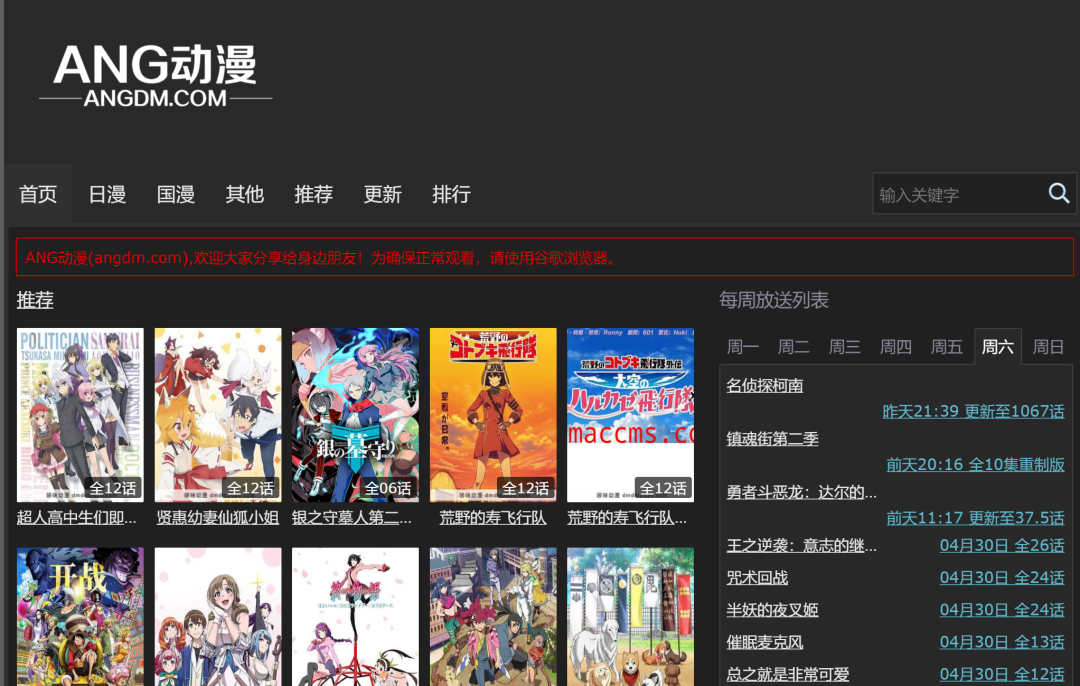 ANG动漫
ANGDM.COM
首页 日漫 国漫 其他 推荐 更新 排行
输入关键字
ANG动漫(angdm.com),欢迎大家分享给身边朋友！为确保正常观看，请使用谷歌浏览器。
推荐
POLITICIAN SAMURAI
全12话
全12话
銀の墓守り
全06话
荒野の
コトブキ飛行隊
空戦が日常。
全12话
荒野のコトブキ飛行隊外伝
大空の
ハルカゼ飛行隊
maccms.co
全12话
超人高中生们即...
贤惠幼妻仙狐小姐
银之守墓人第二...
荒野的寿飞行队
荒野的寿飞行队...
开战
每周放送列表
周一 周二 周三 周四 周五 周六 周日
名侦探柯南
昨天21:39 更新至1067话
镇魂街第二季
前天20:16 全10集重制版
勇者斗恶龙：达尔的...
前天11:17 更新至37.5话
王之逆袭：意志的继... 04月30日 全26话
咒术回战 04月30日 全24话
半妖的夜叉姬 04月30日 全24话
催眠麦克风 04月30日 全13话
总之就是非常可爱 04月30日 全12话